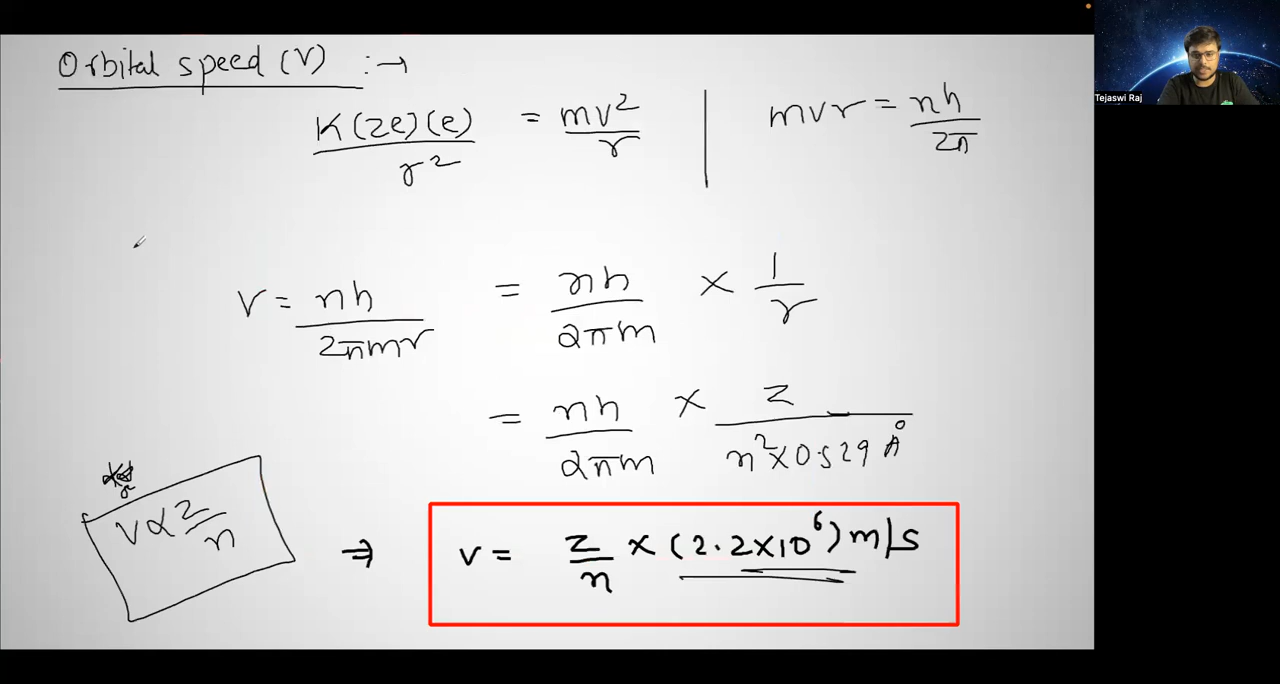 Orbital speed (V) :→
K(Ze)(e)/r² = mv²/r | mvr = nh/2π
V = nh/2πmr = nh/2πm × 1/r
= nh/2πm × Z/n²×0.529 Å
V ∝ Z/n
⇒ v = Z/n × (2.2×10⁶) m/s
Tejaswi Raj